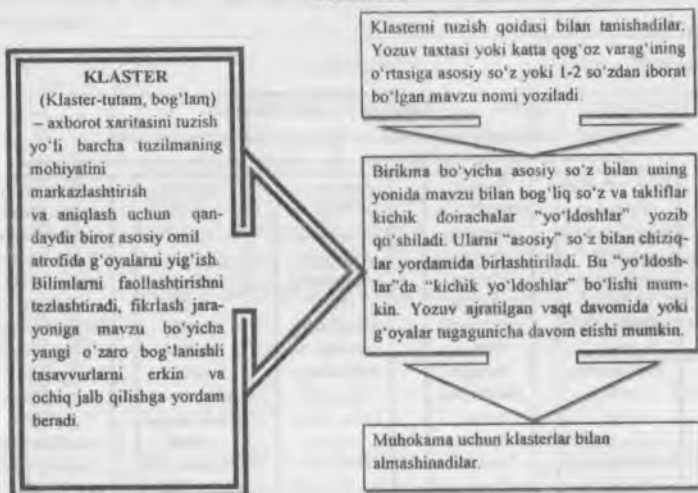 KLASTER
(Klaster-tutam, bog‘lam)
– axborot xaritasini tuzish
yo‘li barcha tuzilmaning
mohiyatini
markazlashtirish
va aniqlash uchun qan-
daydir biror asosiy omil
atrofida g‘oyalarni yig‘ish.
Bilimlarni faollashtirishni
tezlashtiradi, fikrlash jara-
yoniga mavzu bo‘yicha
yangi o‘zaro bog‘lanishli
tasavvurlarni erkin va
ochiq jalb qilishga yordam
beradi.
Klasterni tuzish qoidasi bilan tanishadilar.
Yozuv taxtasi yoki katta qog‘oz varag‘ining
o‘rtasiga asosiy so‘z yoki 1-2 so‘zdan iborat
bo‘lgan mavzu nomi yoziladi.
Birikma bo‘yicha asosiy so‘z bilan uning
yonida mavzu bilan bog‘liq so‘z va takliflar
kichik doirachalar “yo‘ldoshlar” yozib
qo‘shiladi. Ularni “asosiy” so‘z bilan chiziq-
lar yordamida birlashtiriladi. Bu “yo‘ldosh-
lar”da “kichik yo‘ldoshlar” bo‘lishi mum-
kin. Yozuv ajratilgan vaqt davomida yoki
g‘oyalar tugagunicha davom etishi mumkin.
Muhokama uchun klasterlar bilan
almashinadilar.